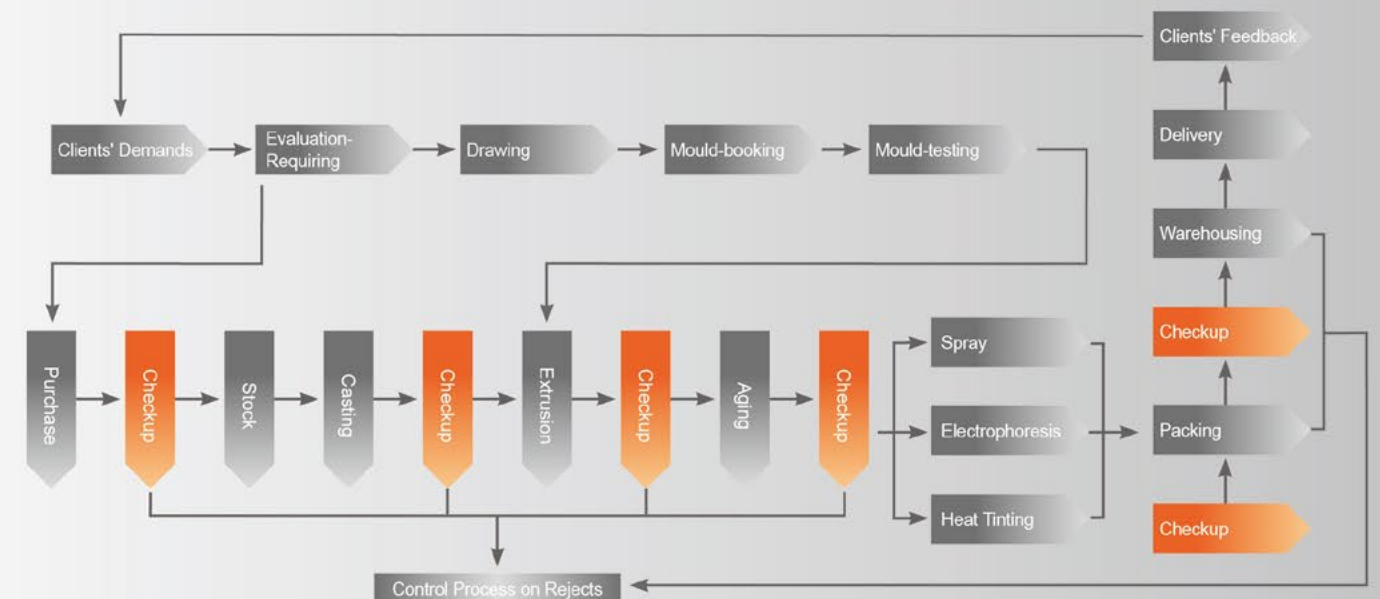 Clients' Feedback
Clients' Demands
Evaluation-
Requiring
Drawing
Mould-booking
Mould-testing
Delivery
Warehousing
Purchase
Checkup
Stock
Casting
Checkup
Extrusion
Checkup
Aging
Checkup
Spray
Electrophoresis
Heat Tinting
Checkup
Packing
Checkup
Control Process on Rejects